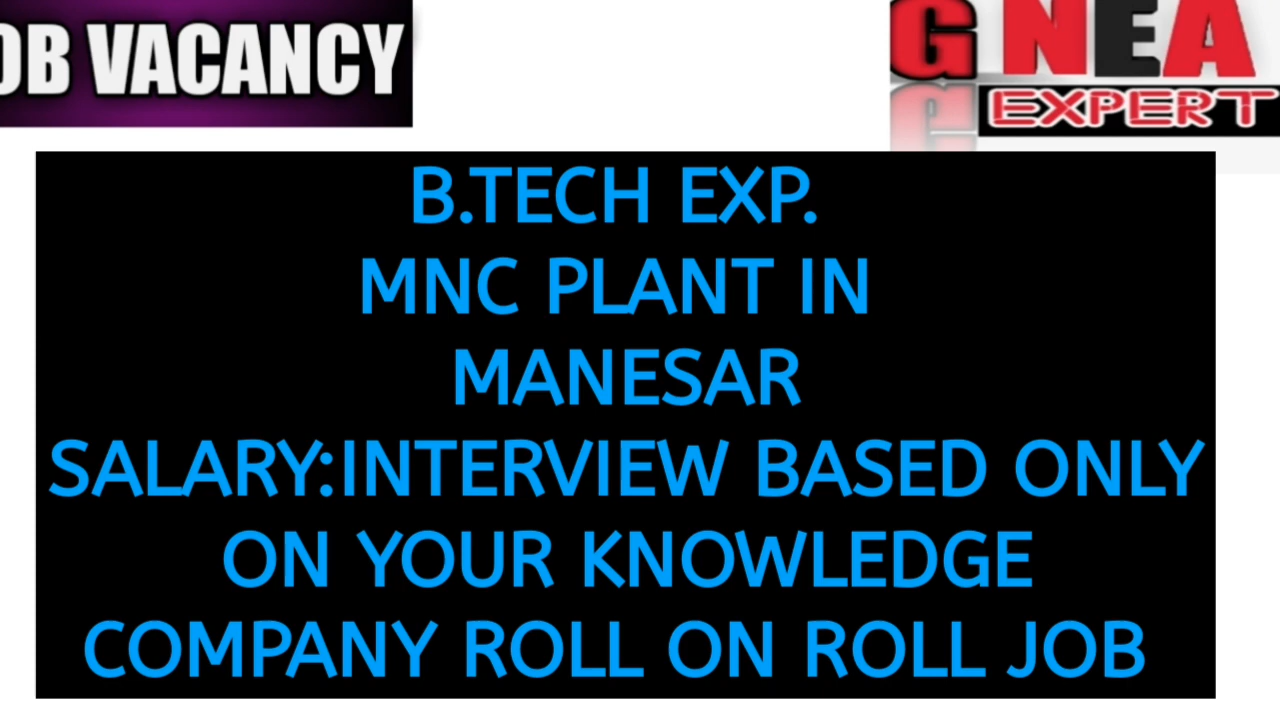 OB VACANCY
GNEA
EXPERT
B.TECH EXP.
MNC PLANT IN
MANESAR
SALARY:INTERVIEW BASED ONLY
ON YOUR KNOWLEDGE
COMPANY ROLL ON ROLL JOB